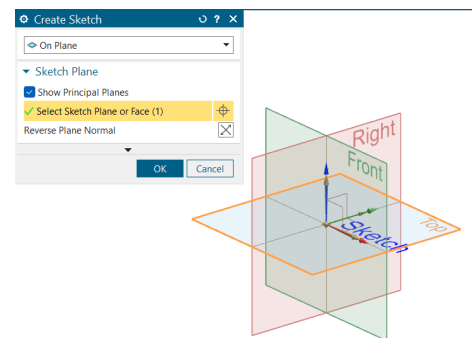 Create Sketch
On Plane
Sketch Plane
Show Principal Planes
Select Sketch Plane or Face (1)
Reverse Plane Normal
OK Cancel
Right
Front
Top
Sketch